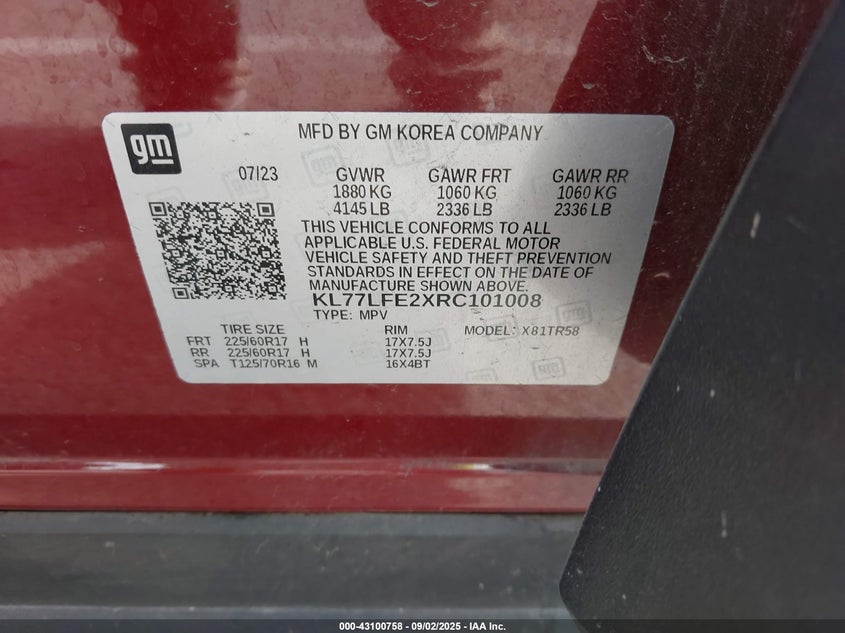 gm
MFD BY GM KOREA COMPANY
07/23 GVWR GAWR FRT GAWR RR
1880 KG 1060 KG 1060 KG
4145 LB 2336 LB 2336 LB
THIS VEHICLE CONFORMS TO ALL
APPLICABLE U.S. FEDERAL MOTOR
VEHICLE SAFETY AND THEFT PREVENTION
STANDARDS IN EFFECT ON THE DATE OF
MANUFACTURE SHOWN ABOVE.
KL77LFE2XRC101008
TYPE: MPV
TIRE SIZE RIM MODEL: X81TR58
FRT 225/60R17 H 17X7.5J
RR 225/60R17 H 17X7.5J
SPA T125/70R16 M 16X4BT
000-43100758 - 09/02/2025 - IAA Inc.